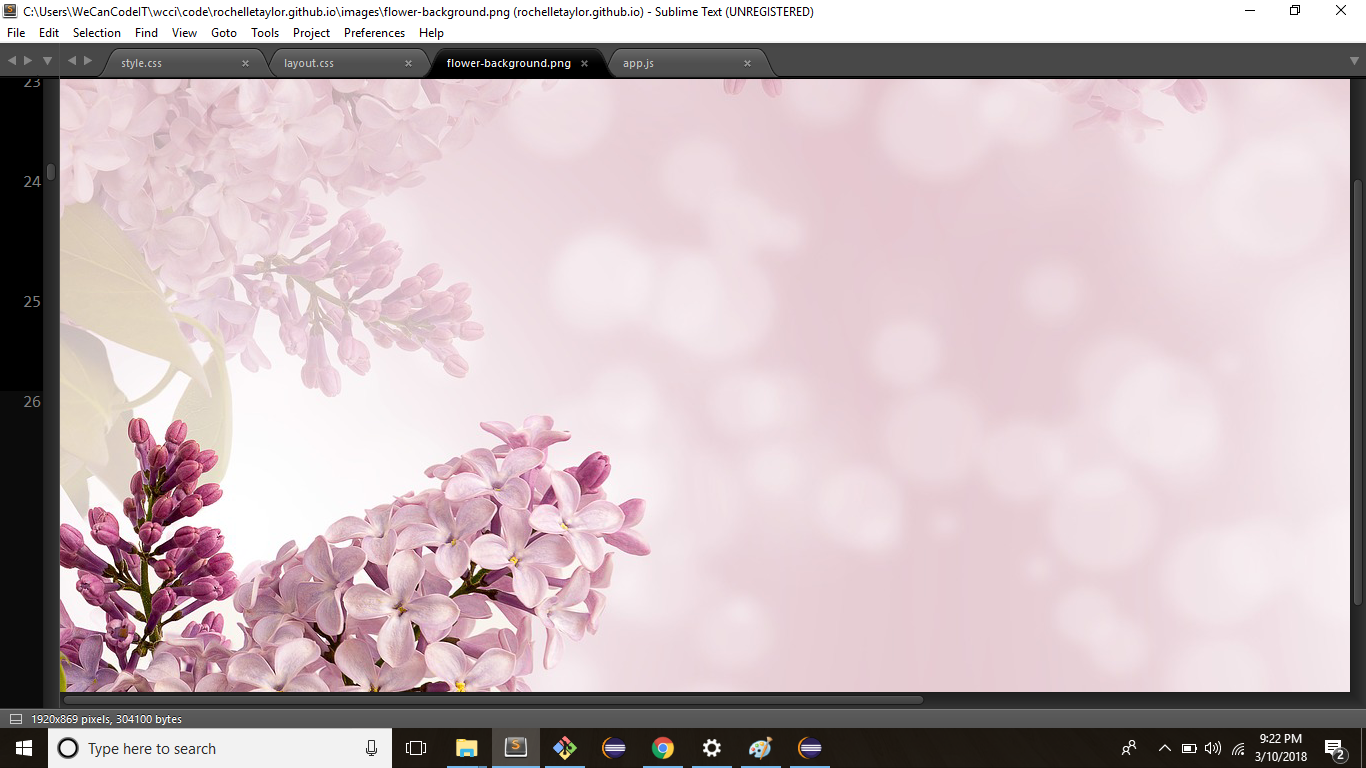 C:\Users\WeCanCodeIT\wcci\code\rochelletaylor.github.io\images\flower-background.png (rochelletaylor.github.io) - Sublime Text (UNREGISTERED)
File Edit Selection Find View Goto Tools Project Preferences Help
style.css × layout.css × flower-background.png × app.js ×
23
24
25
26
1920x869 pixels, 304100 bytes
Type here to search
9:22 PM
3/10/2018
2